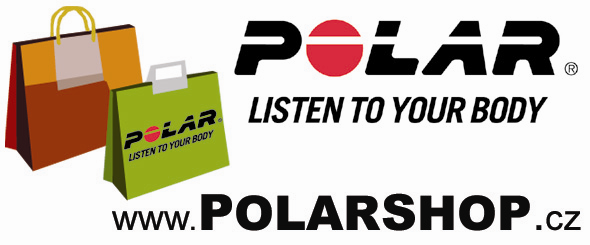 POLAR®
LISTEN TO YOUR BODY
POLAR
LISTEN TO YOUR BODY
www.POLARSHOP.cz